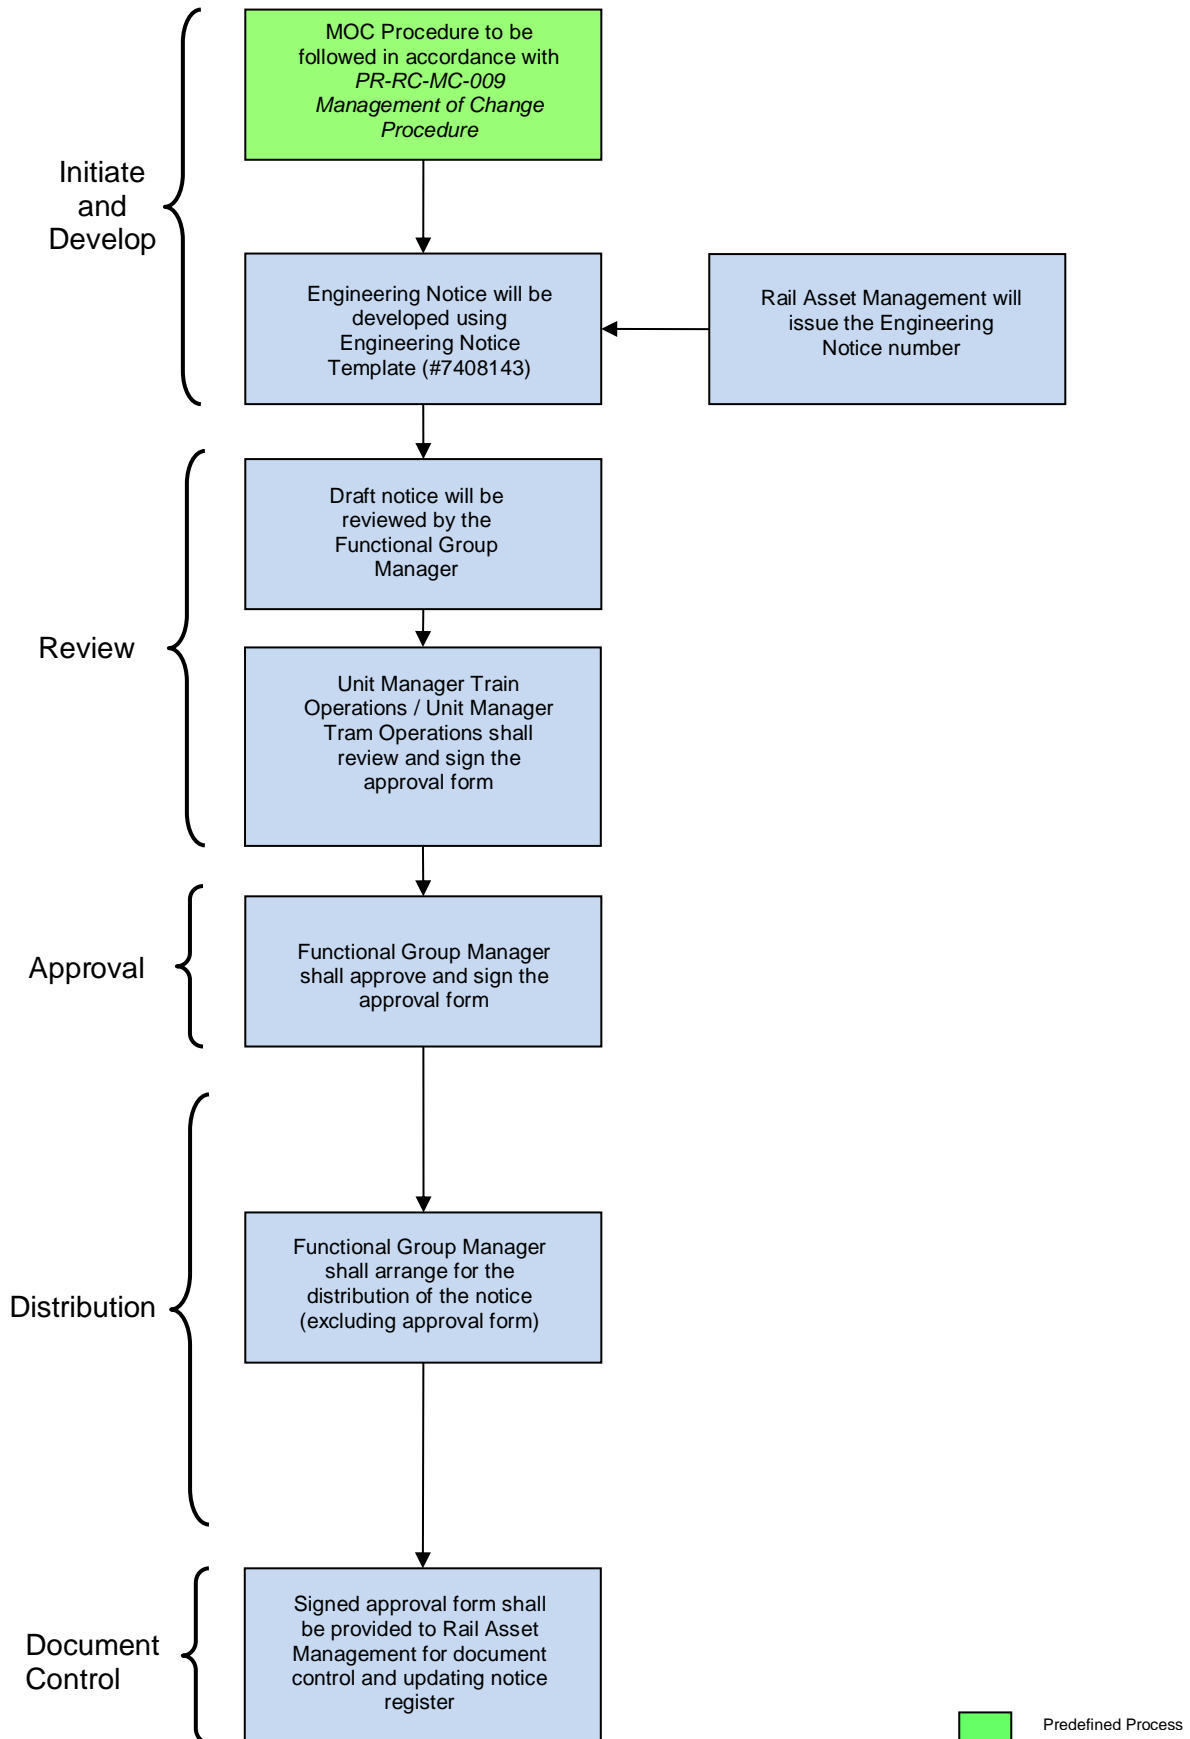 MOC Procedure to be
followed in accordance with
PR-RC-MC-009
Management of Change
Procedure
Initiate
and
Develop
Engineering Notice will be
developed using
Engineering Notice
Template (#7408143)
Rail Asset Management will
issue the Engineering
Notice number
Draft notice will be
reviewed by the
Functional Group
Manager
Review
Unit Manager Train
Operations / Unit Manager
Tram Operations shall
review and sign the
approval form
Approval
Functional Group Manager
shall approve and sign the
approval form
Distribution
Functional Group Manager
shall arrange for the
distribution of the notice
(excluding approval form)
Document
Control
Signed approval form shall
be provided to Rail Asset
Management for document
control and updating notice
register
Predefined Process